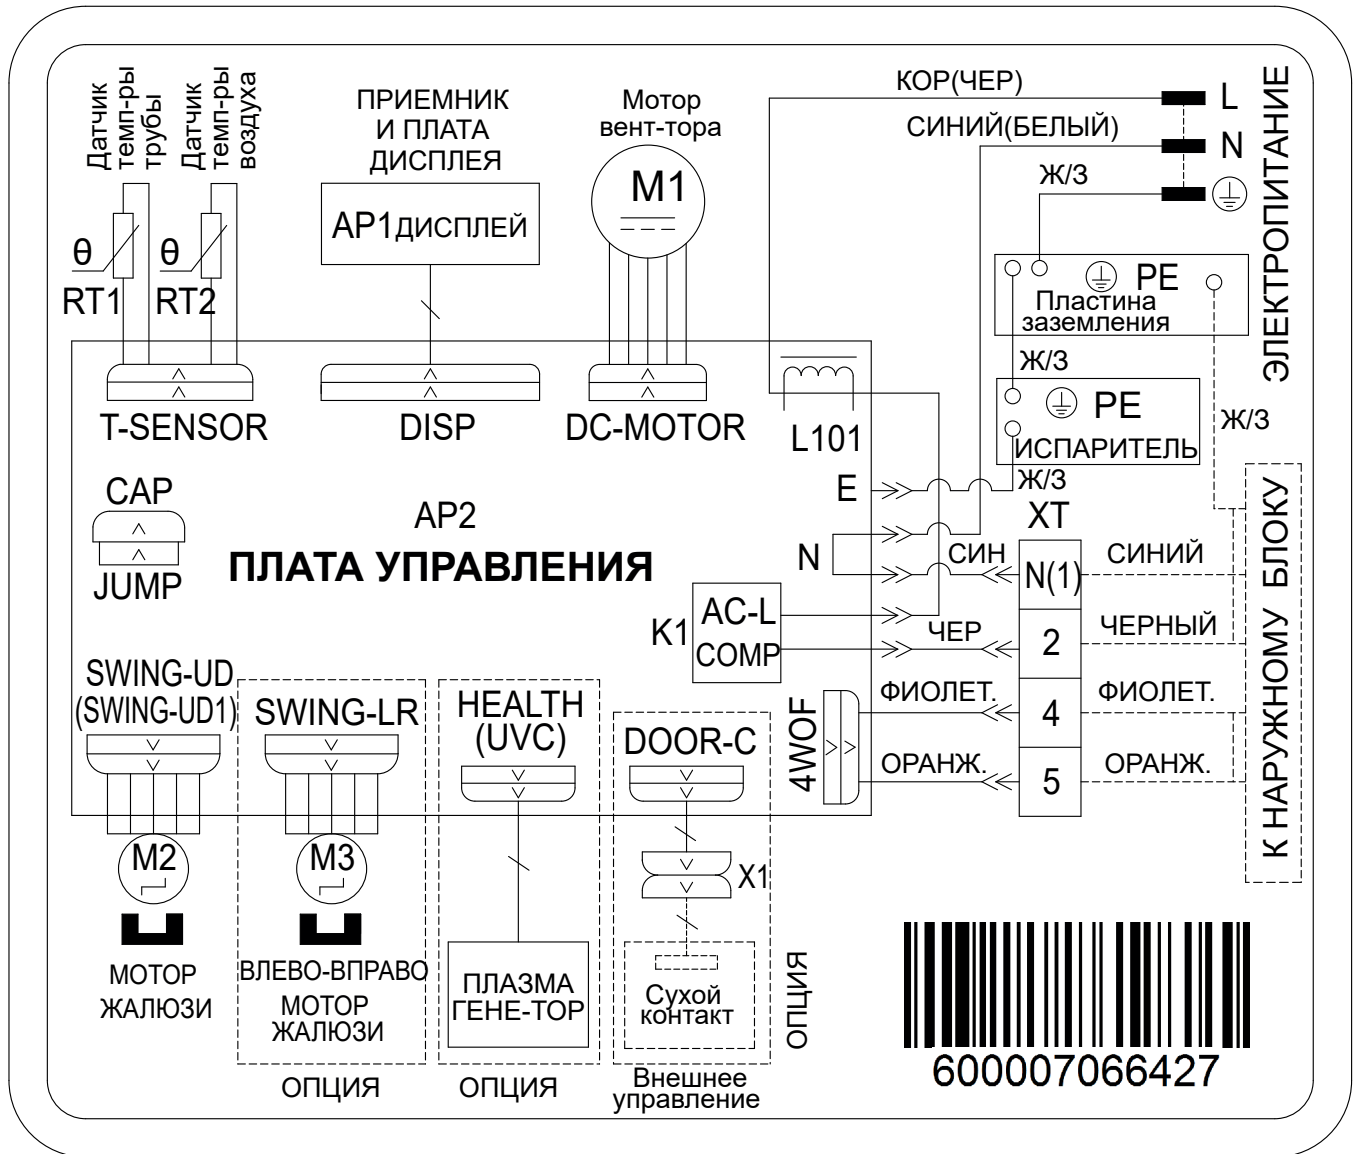 Датчик
темп-ры
трубы
Датчик
темп-ры
воздуха
ПРИЕМНИК
И ПЛАТА
ДИСПЛЕЯ
Мотор
вент-тора
КОР(ЧЕР)
L
СИНИЙ(БЕЛЫЙ)
N
Ж/З
ЭЛЕКТРОПИТАНИЕ
M1
AP1 ДИСПЛЕЙ
θ
RT1
θ
RT2
PE
Пластина
заземления
Ж/З
PE
ИСПАРИТЕЛЬ
Ж/З
Ж/З
T-SENSOR
DISP
DC-MOTOR
L101
E
CAP
JUMP
AP2
ПЛАТА УПРАВЛЕНИЯ
XT
N
СИН
N(1)
СИНИЙ
K1
AC-L
COMP
ЧЕР
2
ЧЕРНЫЙ
4WOF
ФИОЛЕТ.
4
ФИОЛЕТ.
ОРАНЖ.
5
ОРАНЖ.
К НАРУЖНОМУ БЛОКУ
SWING-UD
(SWING-UD1)
SWING-LR
HEALTH
(UVC)
DOOR-C
M2
M3
X1
МОТОР
ЖАЛЮЗИ
ВЛЕВО-ВПРАВО
МОТОР
ЖАЛЮЗИ
ПЛАЗМА
ГЕНЕ-ТОР
Сухой
контакт
ОПЦИЯ
ОПЦИЯ
ОПЦИЯ
Внешнее
управление
600007066427